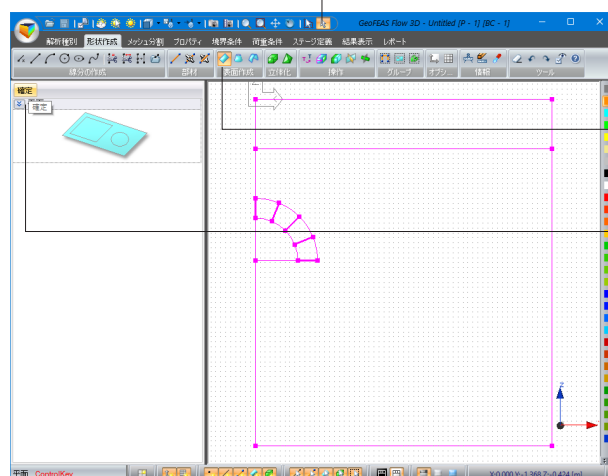 GeoFEAS Flow 3D - Untitled [P - 1] [BC - 1]
解析種別 形状作成 メッシュ分割 プロパティ 境界条件 荷重条件 ステージ定義 結果表示 レポート
線分の作成 部材 表面作成 立体化 操作 グループ オプシ... 情報 ツール
確定
確定
Z
z
平面 ControlKey
X:0.000 Y:-1.368 Z:-0.424 [m]